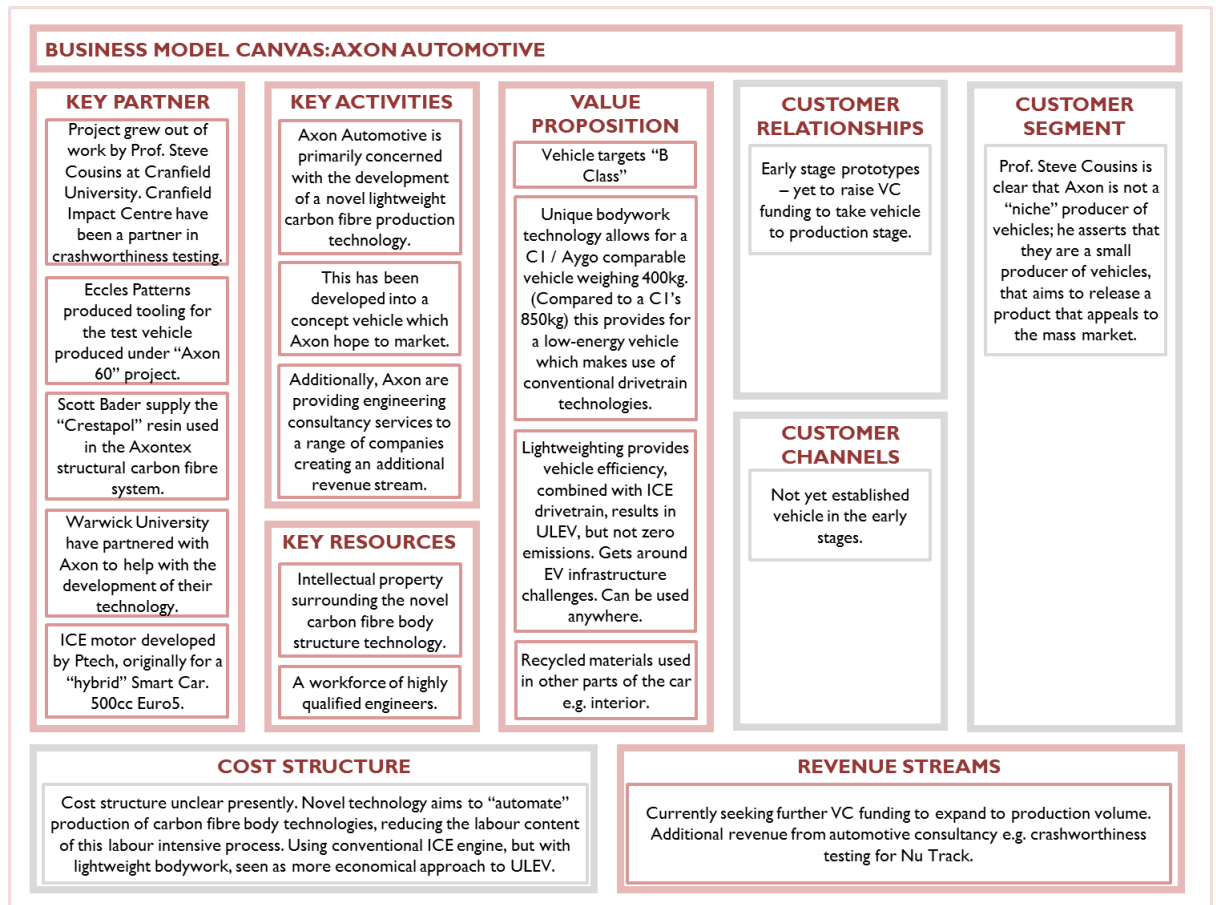 BUSINESS MODEL CANVAS: AXON AUTOMOTIVE
KEY PARTNER
Project grew out of
work by Prof. Steve
Cousins at Cranfield
University. Cranfield
Impact Centre have
been a partner in
crashworthiness testing.
Eccles Patterns
produced tooling for
the test vehicle
produced under “Axon
60” project.
Scott Bader supply the
“Crestapol” resin used
in the Axontex
structural carbon fibre
system.
Warwick University
have partnered with
Axon to help with the
development of their
technology.
ICE motor developed
by Ptech, originally for a
“hybrid” Smart Car.
500cc Euro5.
KEY ACTIVITIES
Axon Automotive is
primarily concerned
with the development
of a novel lightweight
carbon fibre production
technology.
This has been
developed into a
concept vehicle which
Axon hope to market.
Additionally, Axon are
providing engineering
consultancy services to
a range of companies
creating an additional
revenue stream.
KEY RESOURCES
Intellectual property
surrounding the novel
carbon fibre body
structure technology.
A workforce of highly
qualified engineers.
VALUE
PROPOSITION
Vehicle targets “B
Class”
Unique bodywork
technology allows for a
C1 / Aygo comparable
vehicle weighing 400kg.
(Compared to a C1’s
850kg) this provides for
a low-energy vehicle
which makes use of
conventional drivetrain
technologies.
Lightweighting provides
vehicle efficiency,
combined with ICE
drivetrain, results in
ULEV, but not zero
emissions. Gets around
EV infrastructure
challenges. Can be used
anywhere.
Recycled materials used
in other parts of the car
e.g. interior.
CUSTOMER
RELATIONSHIPS
Early stage prototypes
– yet to raise VC
funding to take vehicle
to production stage.
CUSTOMER
CHANNELS
Not yet established
vehicle in the early
stages.
CUSTOMER
SEGMENT
Prof. Steve Cousins is
clear that Axon is not a
“niche” producer of
vehicles; he asserts that
they are a small
producer of vehicles,
that aims to release a
product that appeals to
the mass market.
COST STRUCTURE
Cost structure unclear presently. Novel technology aims to “automate”
production of carbon fibre body technologies, reducing the labour content
of this labour intensive process. Using conventional ICE engine, but with
lightweight bodywork, seen as more economical approach to ULEV.
REVENUE STREAMS
Currently seeking further VC funding to expand to production volume.
Additional revenue from automotive consultancy e.g. crashworthiness
testing for Nu Track.